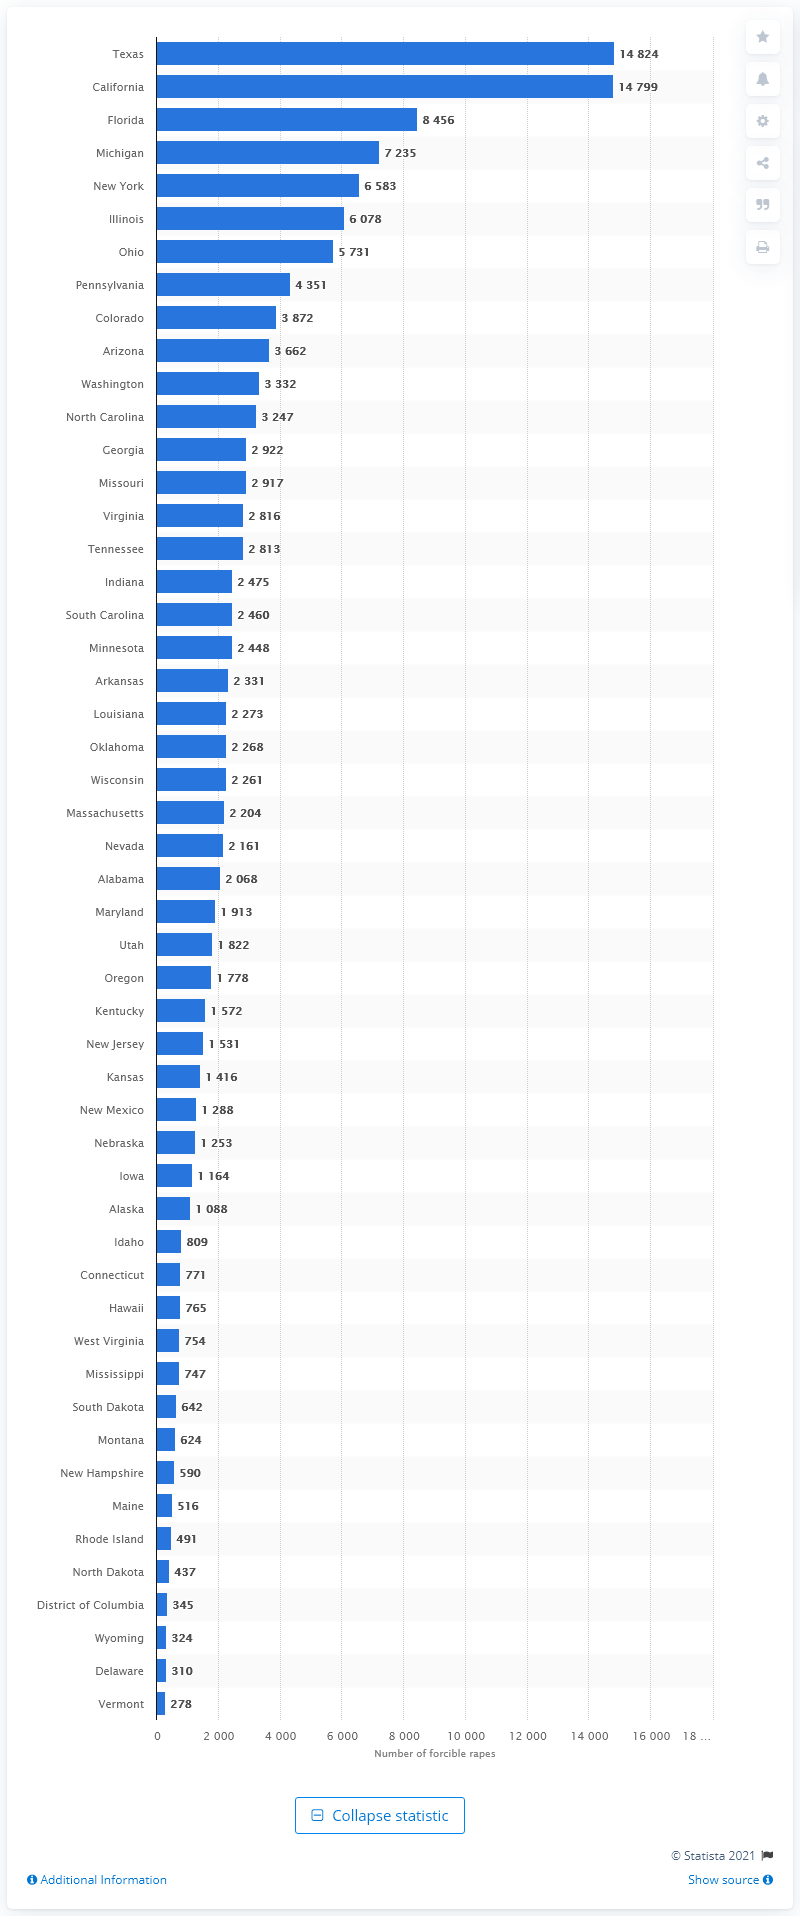 Texas 14 824
California 14 799
Florida 8 456
Michigan 7 235
New York 6 583
Illinois 6 078
Ohio 5 731
Pennsylvania 4 351
Colorado 3 872
Arizona 3 662
Washington 3 332
North Carolina 3 247
Georgia 2 922
Missouri 2 917
Virginia 2 816
Tennessee 2 813
Indiana 2 475
South Carolina 2 460
Minnesota 2 448
Arkansas 2 331
Louisiana 2 273
Oklahoma 2 268
Wisconsin 2 261
Massachusetts 2 204
Nevada 2 161
Alabama 2 068
Maryland 1 913
Utah 1 822
Oregon 1 778
Kentucky 1 572
New Jersey 1 531
Kansas 1 416
New Mexico 1 288
Nebraska 1 253
Iowa 1 164
Alaska 1 088
Idaho 809
Connecticut 771
Hawaii 765
West Virginia 754
Mississippi 747
South Dakota 642
Montana 624
New Hampshire 590
Maine 516
Rhode Island 491
North Dakota 437
District of Columbia 345
Wyoming 324
Delaware 310
Vermont 278
0 2 000 4 000 6 000 8 000 10 000 12 000 14 000 16 000 18 ...
Number of forcible rapes
Collapse statistic
© Statista 2021
Additional Information Show source